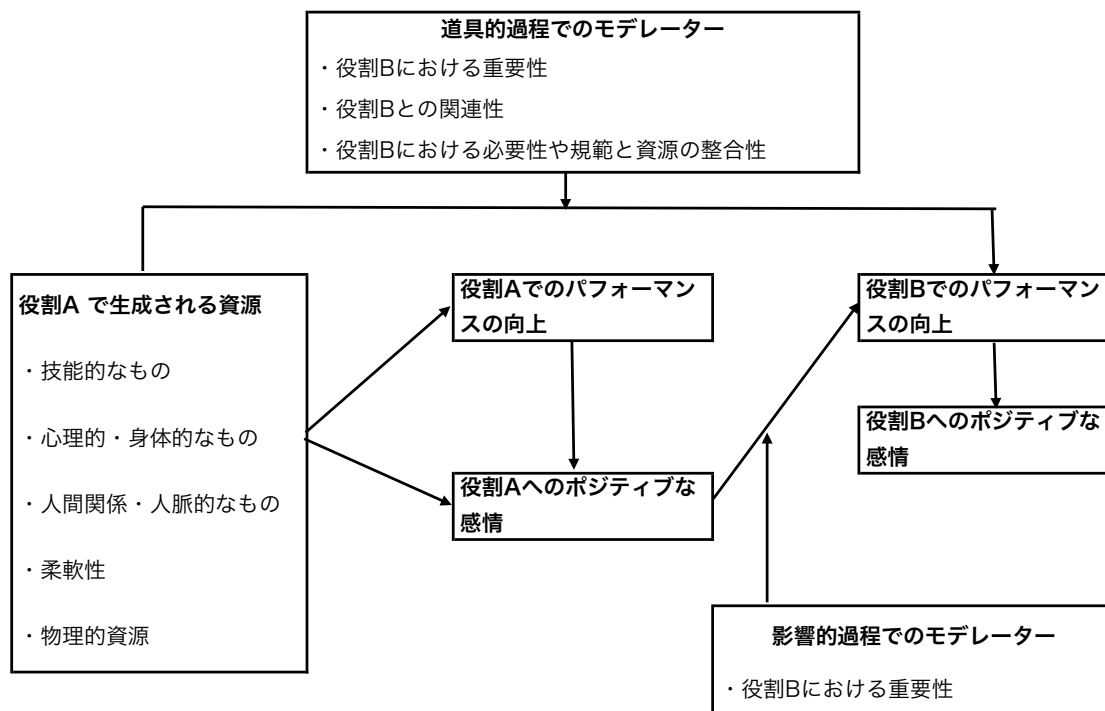 道具的過程でのモデレーター
・役割Bにおける重要性
・役割Bとの関連性
・役割Bにおける必要性や規範と資源の整合性
役割A で生成される資源
・技能的なもの
・心理的・身体的なもの
・人間関係・人脈的なもの
・柔軟性
・物理的資源
役割Aでのパフォーマン
スの向上
役割Aへのポジティブな
感情
役割Bでのパフォーマン
スの向上
役割Bへのポジティブな
感情
影響的過程でのモデレーター
・役割Bにおける重要性